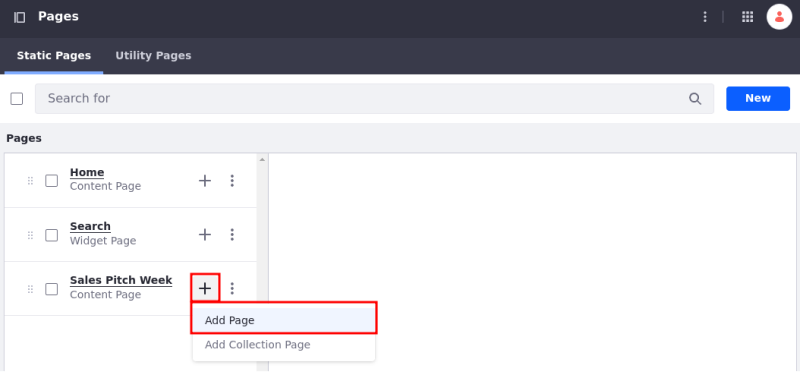 Pages
Static Pages
Utility Pages
Search for
New
Pages
Home
Content Page
Search
Widget Page
Sales Pitch Week
Content Page
Add Page
Add Collection Page